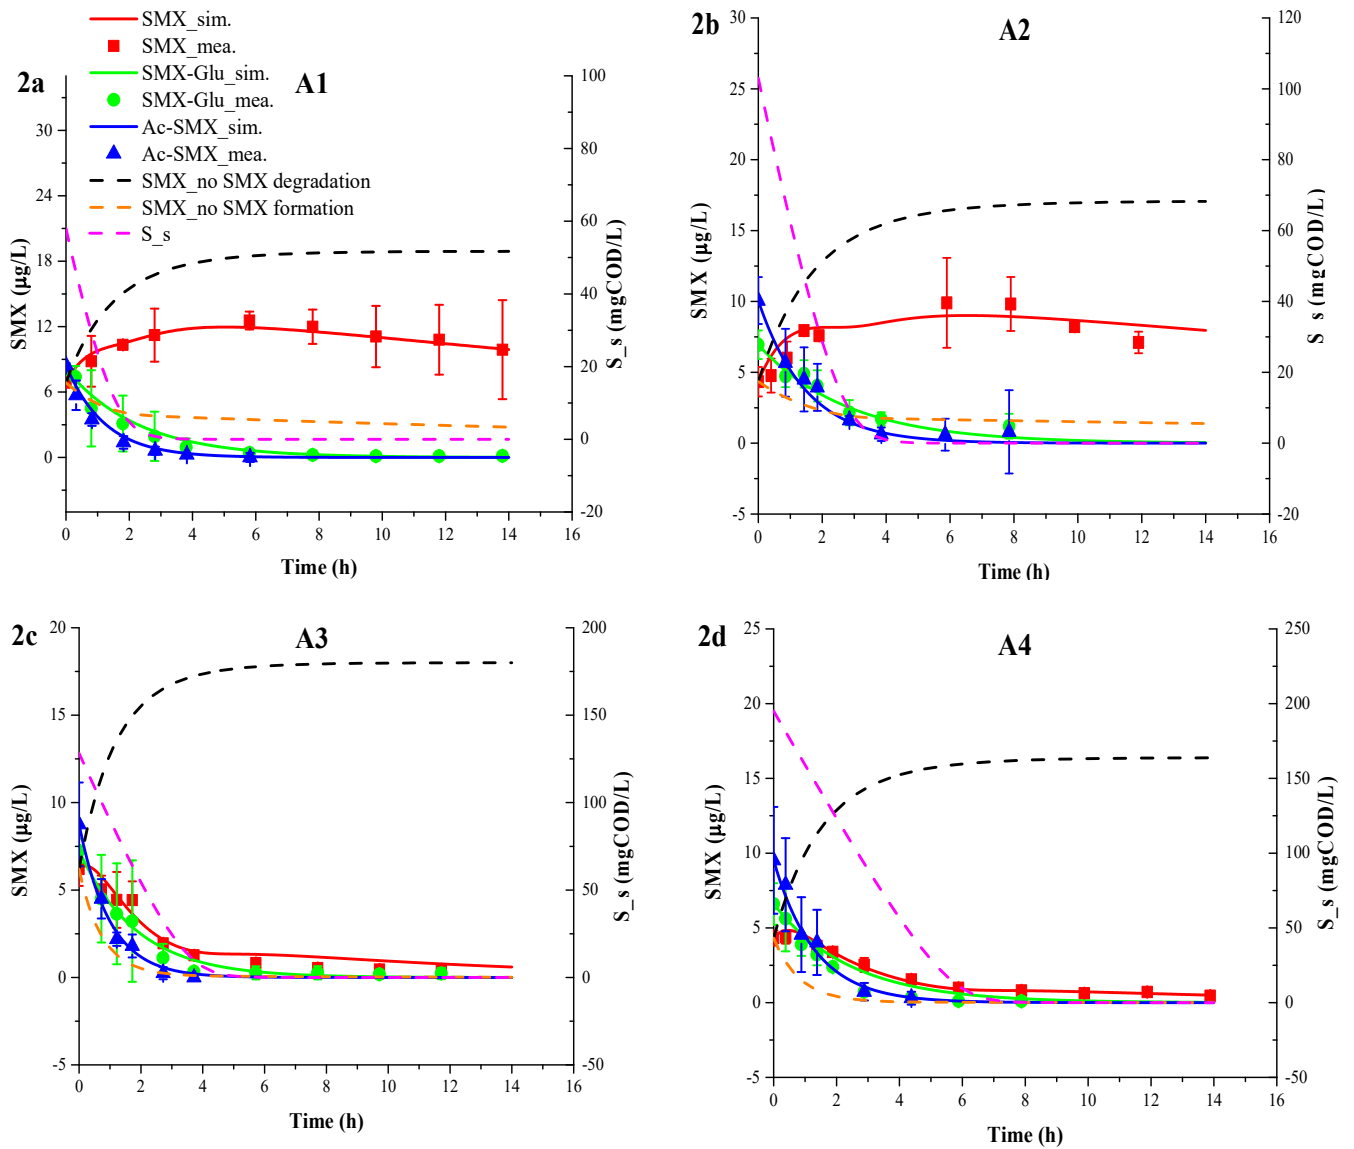 SMX_sim.
SMX_mea.
SMX-Glu_sim.
SMX-Glu_mea.
Ac-SMX_sim.
Ac-SMX_mea.
SMX_no SMX degradation
SMX_no SMX formation
S_s
2a
A1
SMX (µg/L)
33
27
21
18
12
6
0
100
80
60
40
20
0
-20
S_s (mgCOD/L)
0 2 4 6 8 10 12 14 16
Time (h)
2b
A2
SMX (µg/L)
30
25
20
15
10
5
0
-5
120
100
80
60
40
20
0
-20
S s (mgCOD/L)
0 2 4 6 8 10 12 14 16
Time (h)
2c
A3
SMX (µg/L)
20
15
10
5
0
-5
200
150
100
50
0
-50
S_s (mgCOD/L)
0 2 4 6 8 10 12 14 16
Time (h)
2d
A4
SMX (µg/L)
25
20
15
10
5
0
-5
250
200
150
100
50
0
-50
S_s (mgCOD/L)
0 2 4 6 8 10 12 14 16
Time (h)